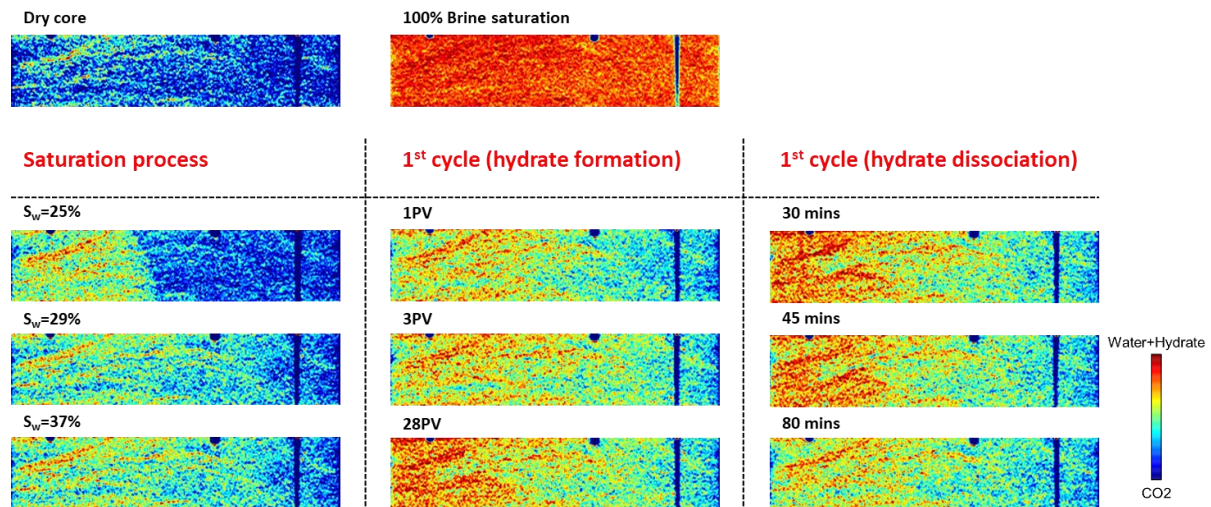 Dry core
100% Brine saturation
Saturation process
1st cycle (hydrate formation)
1st cycle (hydrate dissociation)
Sw=25%
1PV
30 mins
Sw=29%
3PV
45 mins
Water+Hydrate
Sw=37%
28PV
80 mins
CO2